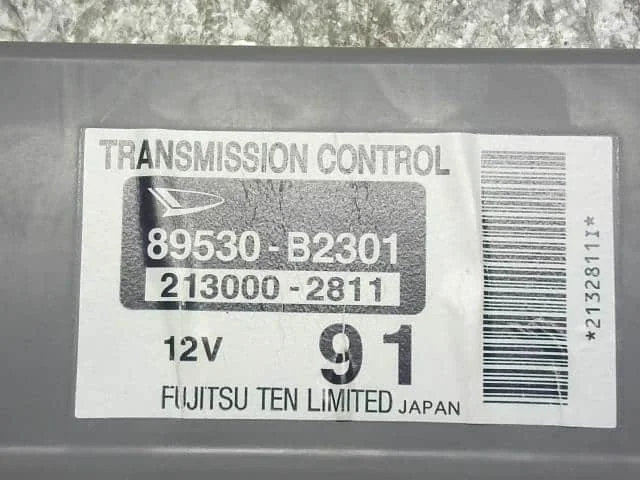 TRANSMISSION CONTROL
89530-B2301
213000-2811
12V 91
FUJITSU TEN LIMITED JAPAN
*2132811I*